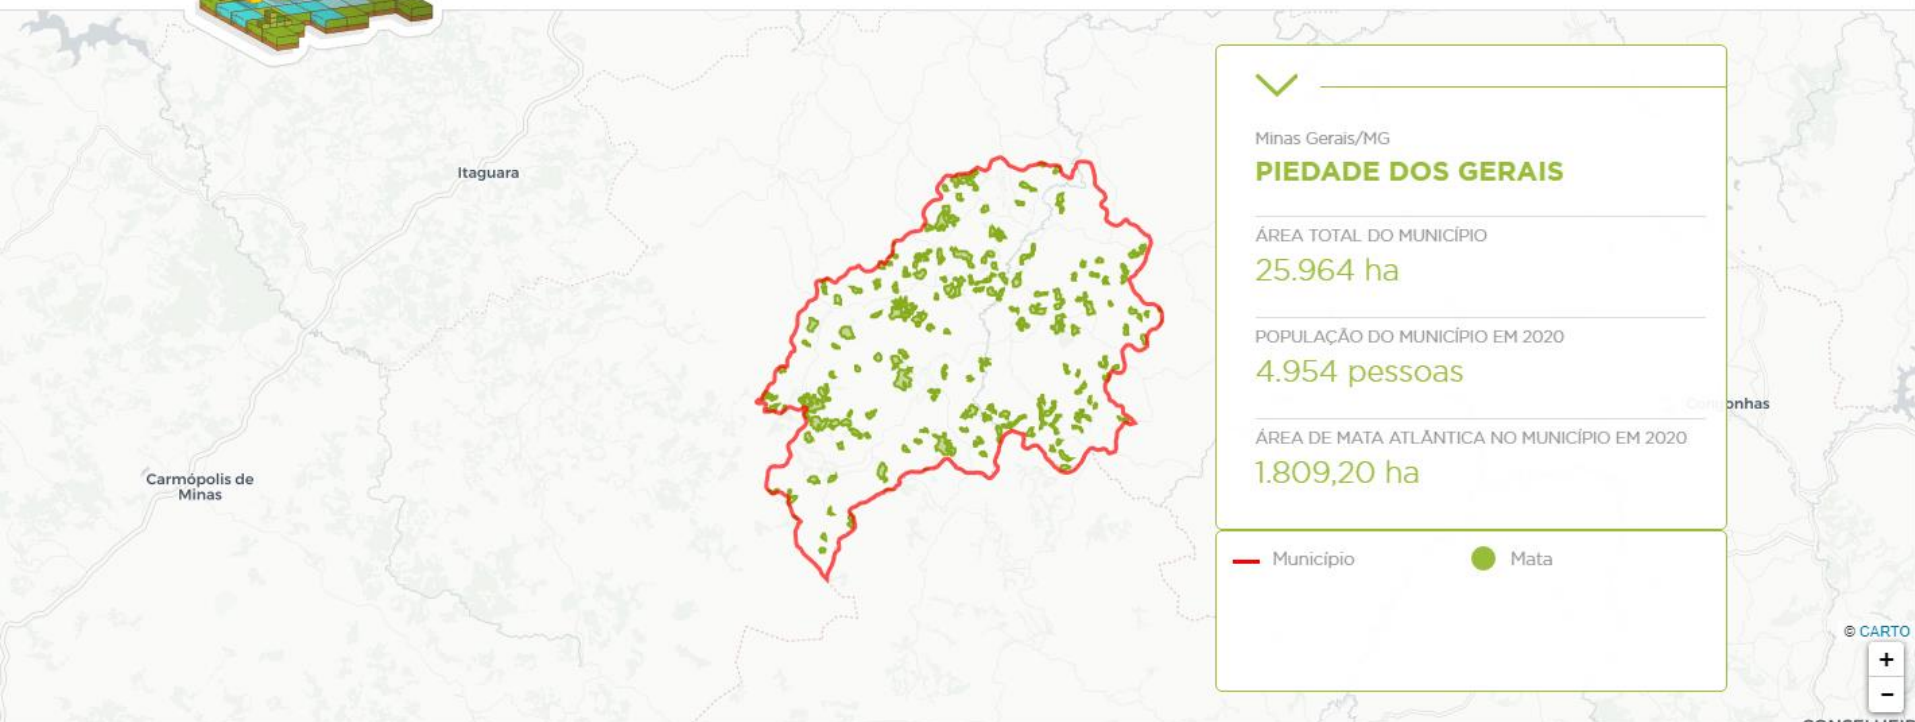 Itaguara
Carmópolis de
Minas
Minas Gerais/MG
PIEDADE DOS GERAIS
ÁREA TOTAL DO MUNICÍPIO
25.964 ha
POPULAÇÃO DO MUNICÍPIO EM 2020
4.954 pessoas
ÁREA DE MATA ATLÂNTICA NO MUNICÍPIO EM 2020
1.809,20 ha
Congonhas
Município
Mata
© CARTO
+
−